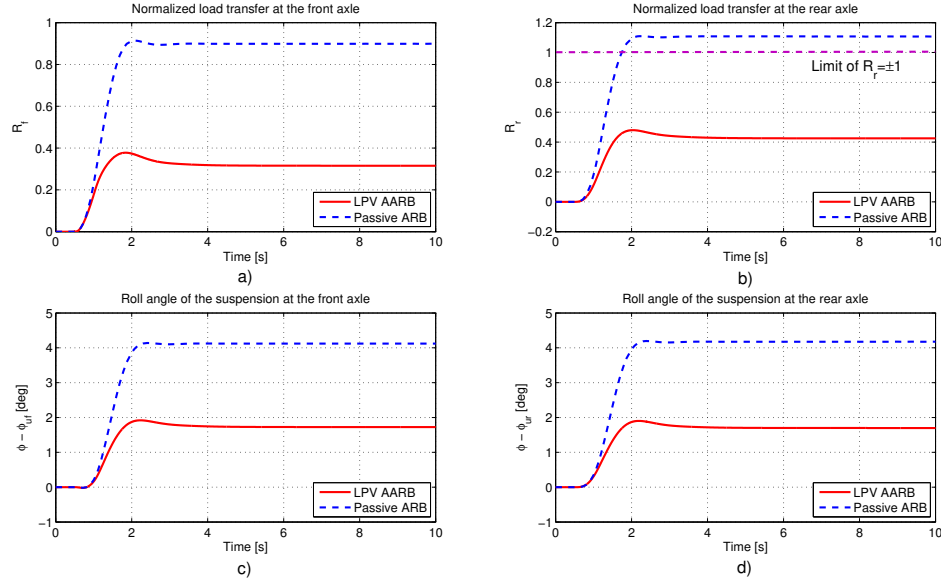 Normalized load transfer at the front axle
1
0.8
0.6
0.4
0.2
0
R_f
0 2 4 6 8 10
Time [s]
LPV AARB
Passive ARB
a)
Normalized load transfer at the rear axle
1.2
1
0.8
0.6
0.4
0.2
0
−0.2
R_r
Limit of R_r=±1
0 2 4 6 8 10
Time [s]
LPV AARB
Passive ARB
b)
Roll angle of the suspension at the front axle
5
4
3
2
1
0
−1
ϕ − ϕ_uf [deg]
0 2 4 6 8 10
Time [s]
LPV AARB
Passive ARB
c)
Roll angle of the suspension at the rear axle
5
4
3
2
1
0
−1
ϕ − ϕ_ur [deg]
0 2 4 6 8 10
Time [s]
LPV AARB
Passive ARB
d)